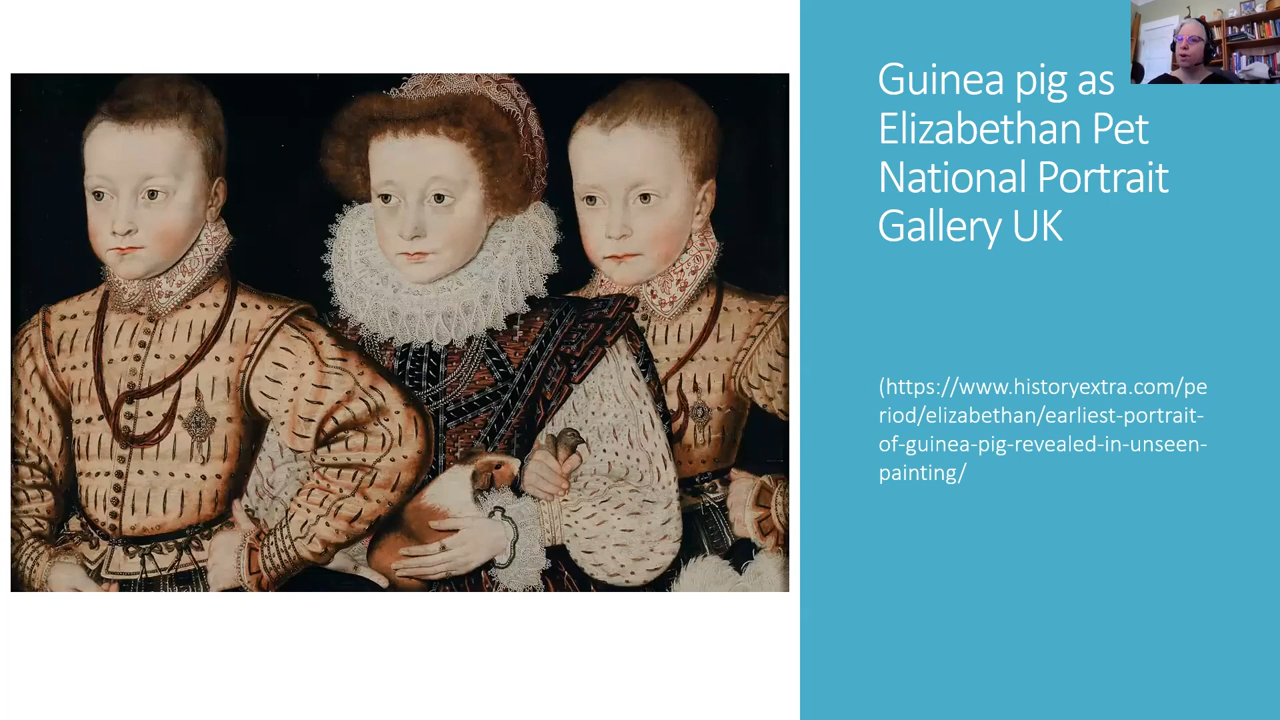 Guinea pig as
Elizabethan Pet
National Portrait
Gallery UK
(https://www.historyextra.com/pe
riod/elizabethan/earliest-portrait-
of-guinea-pig-revealed-in-unseen-
painting/